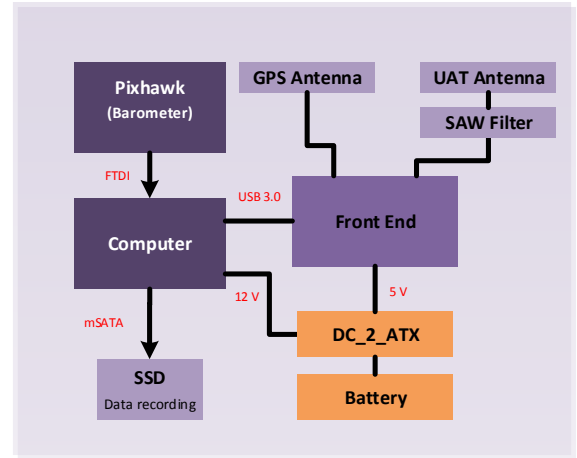 Pixhawk
(Barometer)
GPS Antenna
UAT Antenna
SAW Filter
FTDI
USB 3.0
Computer
Front End
12 V
5 V
mSATA
DC_2_ATX
SSD
Data recording
Battery